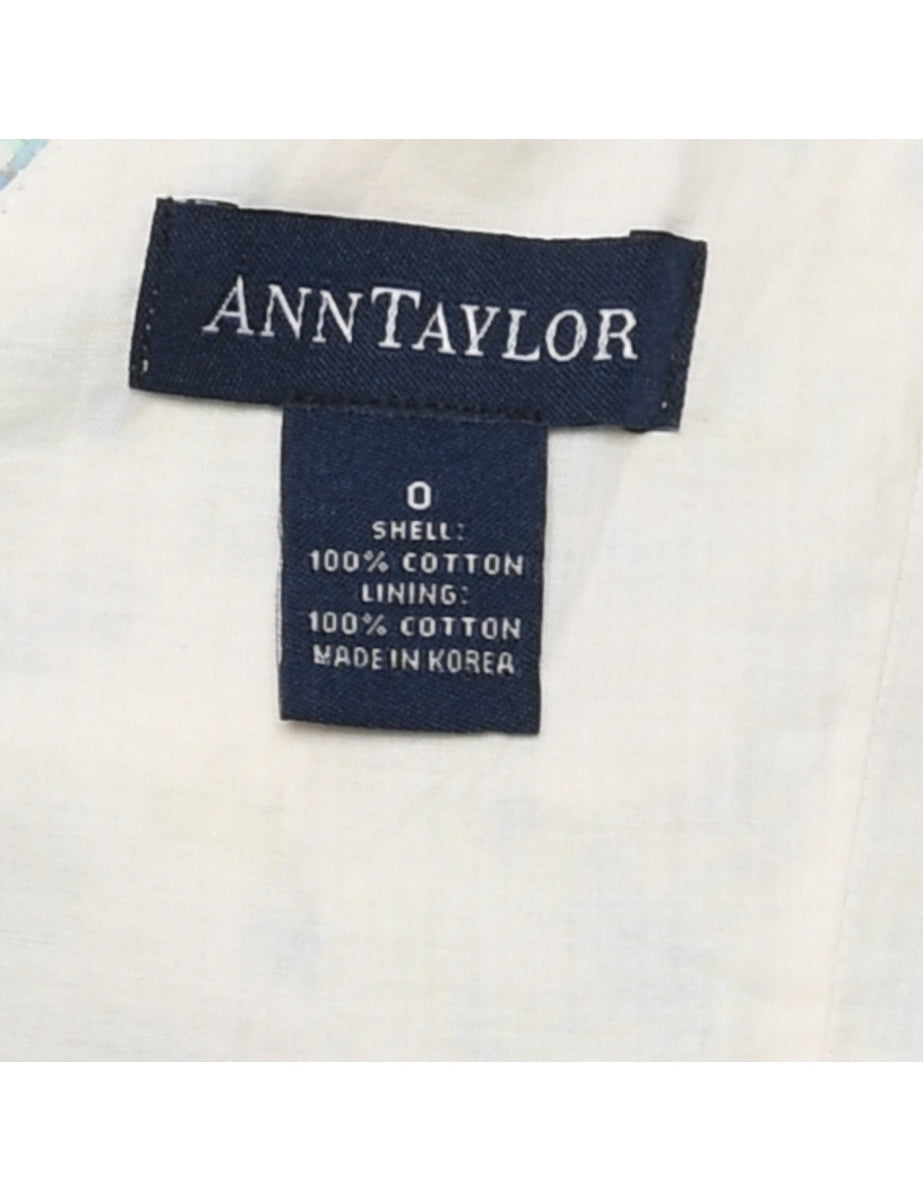 ANNTAYLOR
0
SHELL:
100% COTTON
LINING:
100% COTTON
MADE IN KOREA